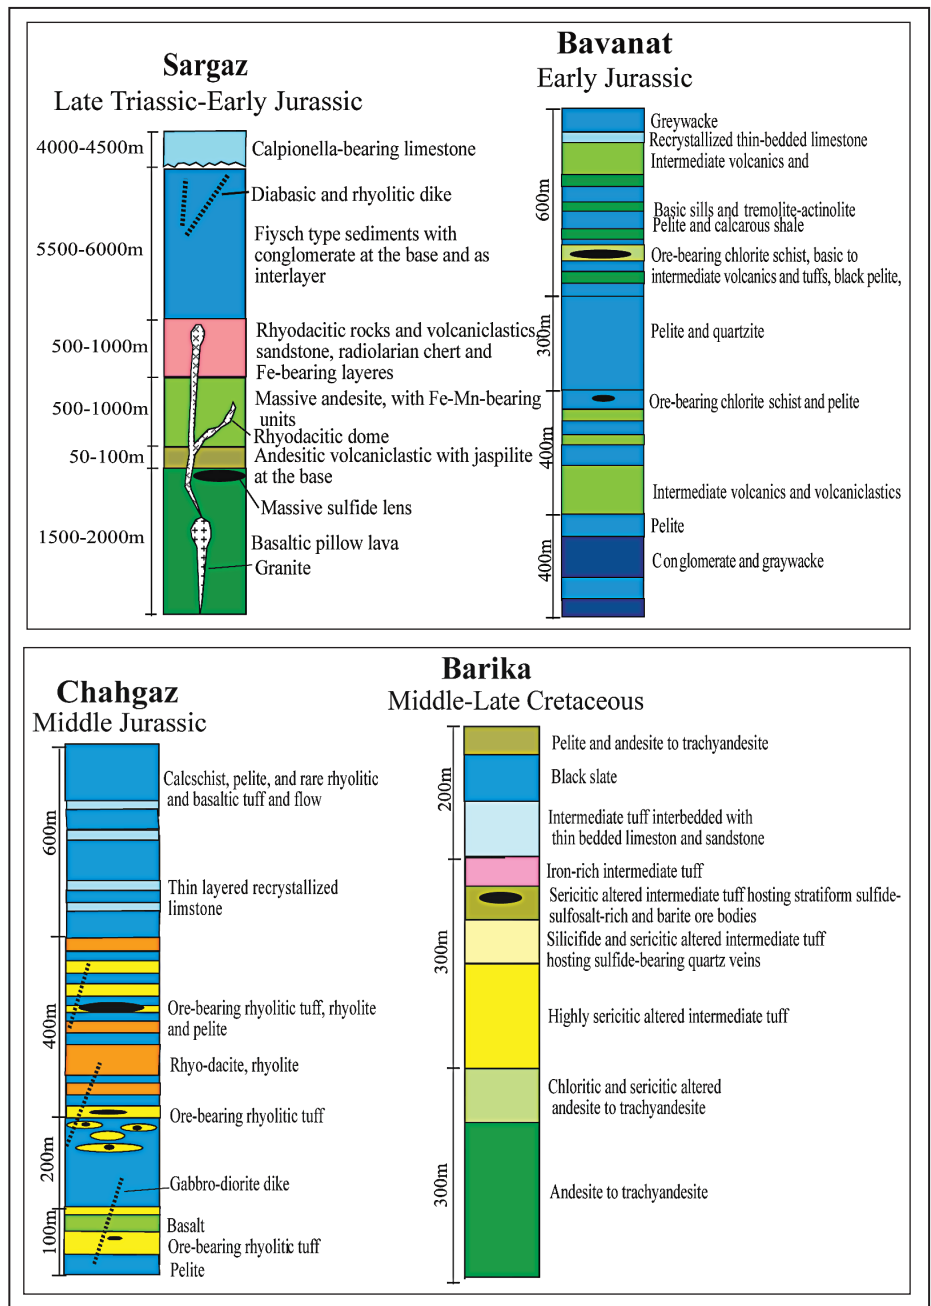 Sargaz
Late Triassic-Early Jurassic
4000-4500m
Calpionella-bearing limestone
Diabasic and rhyolitic dike
5500-6000m
Fiysch type sediments with
conglomerate at the base and as
interlayer
500-1000m
Rhyodacitic rocks and volcaniclastics,
sandstone, radiolarian chert and
Fe-bearing layeres
500-1000m
Massive andesite, with Fe-Mn-bearing
units
Rhyodacitic dome
50-100m
Andesitic volcaniclastic with jaspilite
at the base
Massive sulfide lens
1500-2000m
Basaltic pillow lava
Granite
Bavanat
Early Jurassic
600m
Greywacke
Recrystallized thin-bedded limestone
Intermediate volcanics and
Basic sills and tremolite-actinolite
Pelite and calcarous shale
Ore-bearing chlorite schist, basic to
intermediate volcanics and tuffs, black pelite,
300m
Pelite and quartzite
400m
Ore-bearing chlorite schist and pelite
Intermediate volcanics and volcaniclastics
400m
Pelite
Conglomerate and graywacke
Chahgaz
Middle Jurassic
600m
Calcschist, pelite, and rare rhyolitic
and basaltic tuff and flow
Thin layered recrystallized
limstone
400m
Ore-bearing rhyolitic tuff, rhyolite
and pelite
Rhyo-dacite, rhyolite
Ore-bearing rhyolitic tuff
200m
Gabbro-diorite dike
100m
Basalt
Ore-bearing rhyolitic tuff
Pelite
Barika
Middle-Late Cretaceous
200m
Pelite and andesite to trachyandesite
Black slate
Intermediate tuff interbedded with
thin bedded limeston and sandstone
300m
Iron-rich intermediate tuff
Sericitic altered intermediate tuff hosting stratiform sulfide-
sulfosalt-rich and barite ore bodies
Silicifide and sericitic altered intermediate tuff
hosting sulfide-bearing quartz veins
Highly sericitic altered intermediate tuff
300m
Chloritic and sericitic altered
andesite to trachyandesite
Andesite to trachyandesite